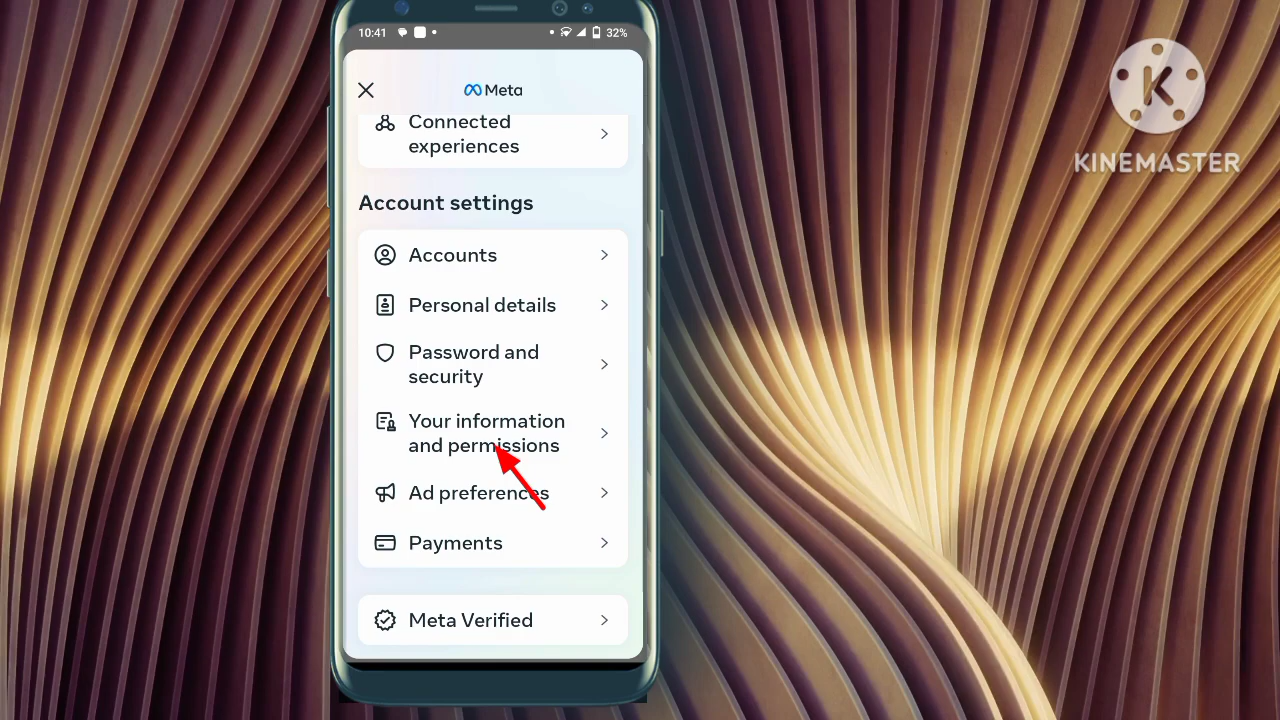 10:41
32%
Meta
Connected
experiences
Account settings
Accounts
Personal details
Password and
security
Your information
and permissions
Ad preferences
Payments
Meta Verified
K
KINEMASTER